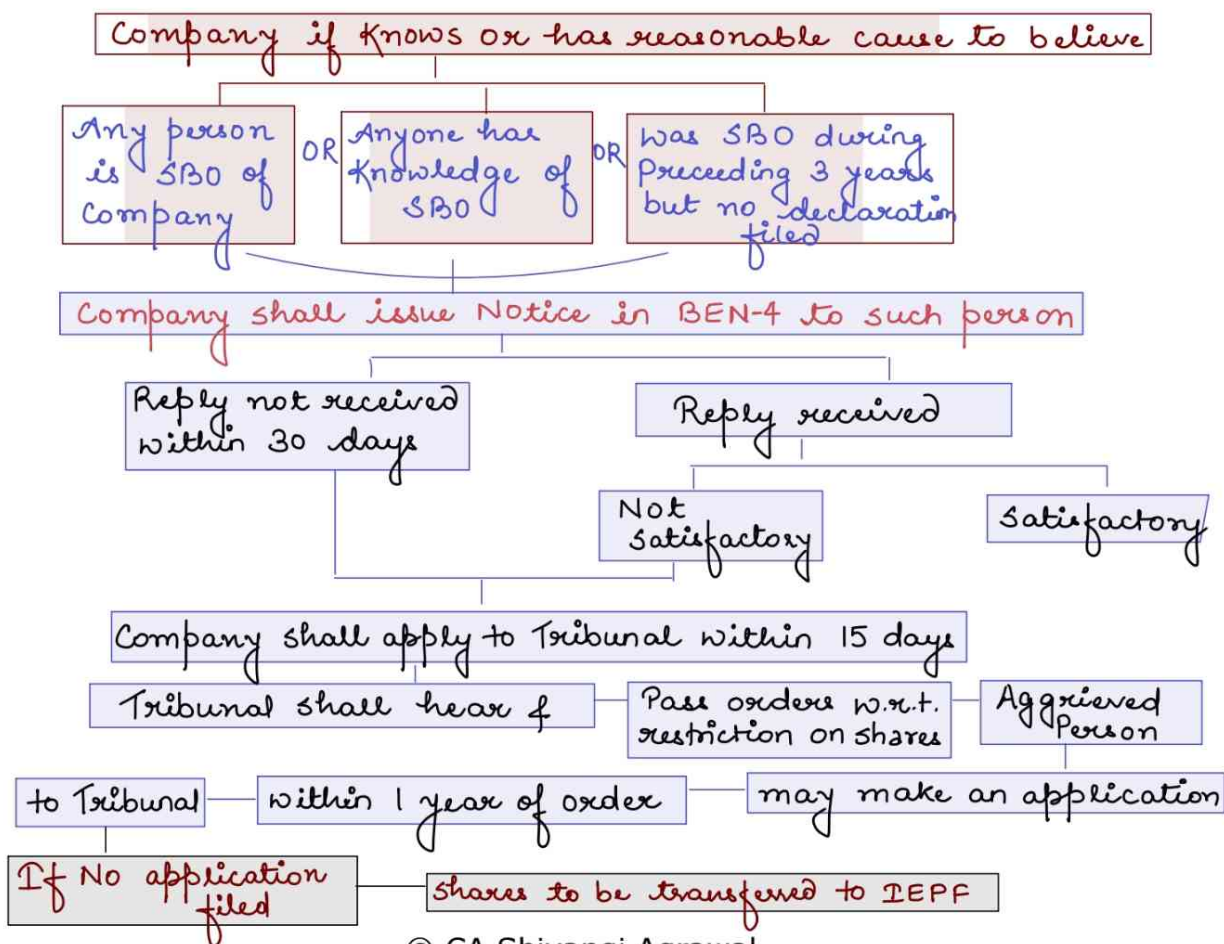 Company if knows or has reasonable cause to believe
Any person
is SBO of
Company
OR
Anyone has
knowledge of
SBO
OR
was SBO during
Preceeding 3 years
but no declaration
filed
Company shall issue Notice in BEN-4 to such person
Reply not received
within 30 days
Reply received
Not
satisfactory
satisfactory
Company shall apply to Tribunal within 15 days
Tribunal shall hear &
Pass orders w.r.t.
restriction on shares
Aggrieved
Person
may make an application
within 1 year of order
to Tribunal
If No application
filed
shares to be transferred to IEPF
© CA Shivangi Agrawal